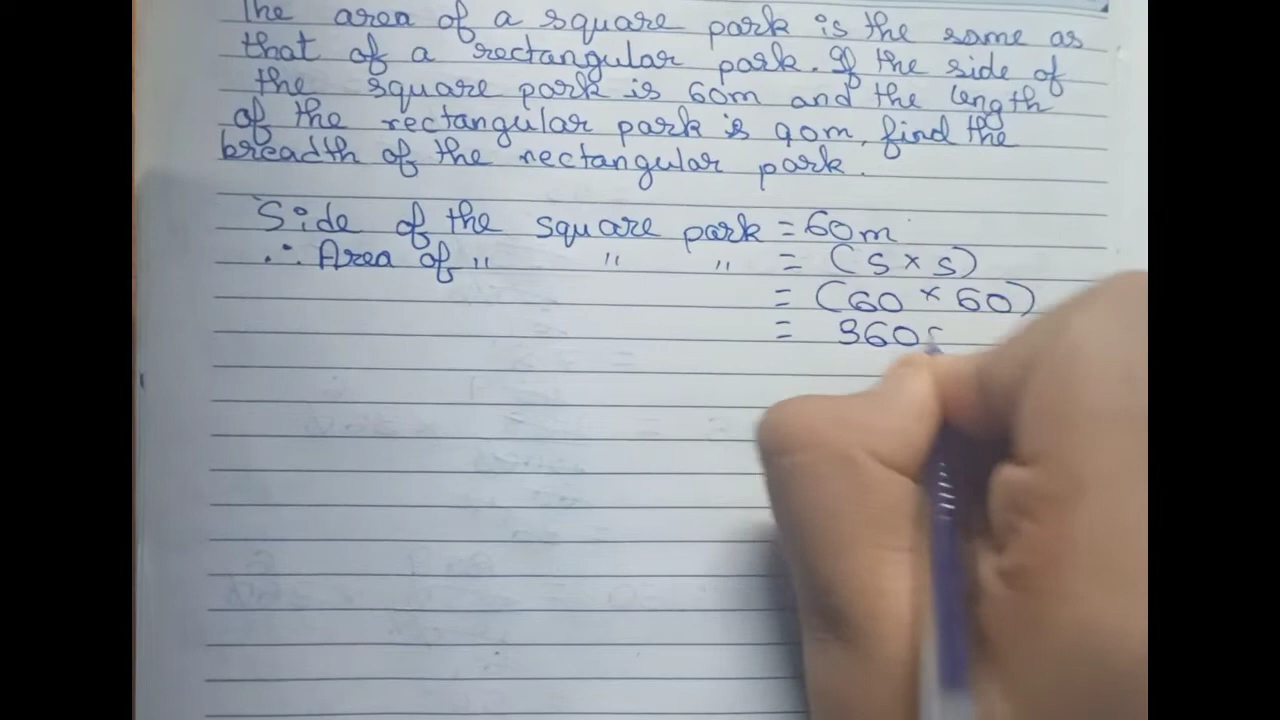 The area of a square park is the same as
that of a rectangular park. If the side of
the square park is 60m and the length
of the rectangular park is 90m, find the
breadth of the rectangular park.
Side of the square park = 60m
∴ Area of " " " = (s × s)
= (60 × 60)
= 360